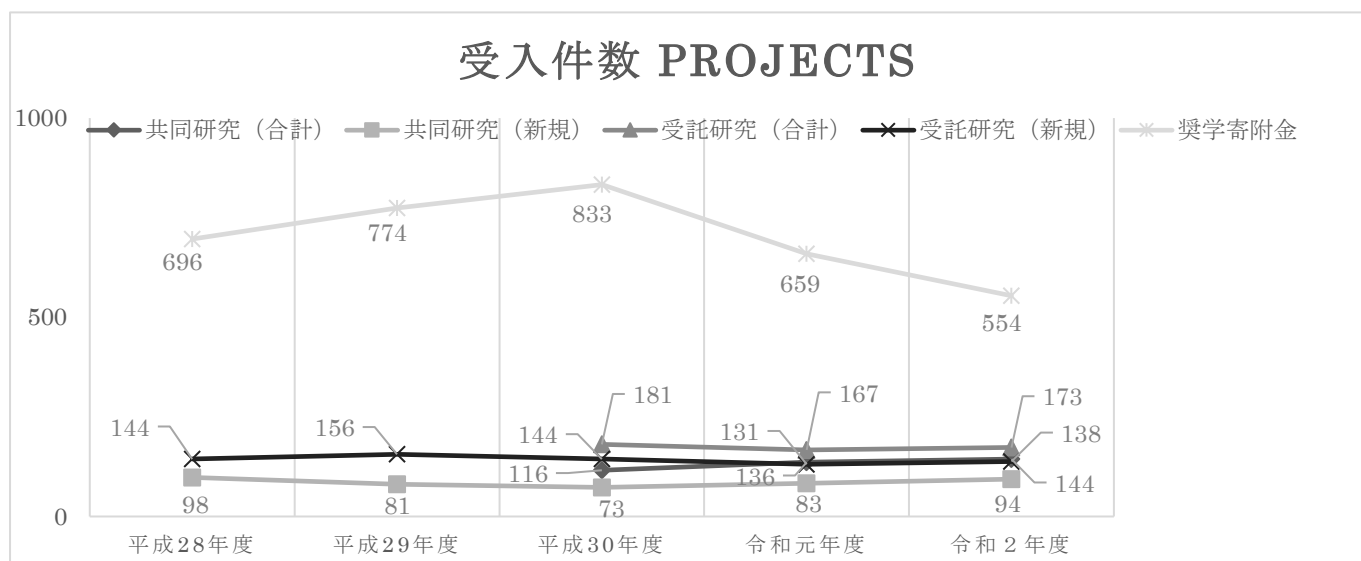 受入件数 PROJECTS
1000
共同研究（合計）
共同研究（新規）
受託研究（合計）
受託研究（新規）
奨学寄附金
696
774
833
659
554
500
144
156
144
181
131
167
173
138
116
136
144
98
81
73
83
94
0
平成28年度
平成29年度
平成30年度
令和元年度
令和２年度